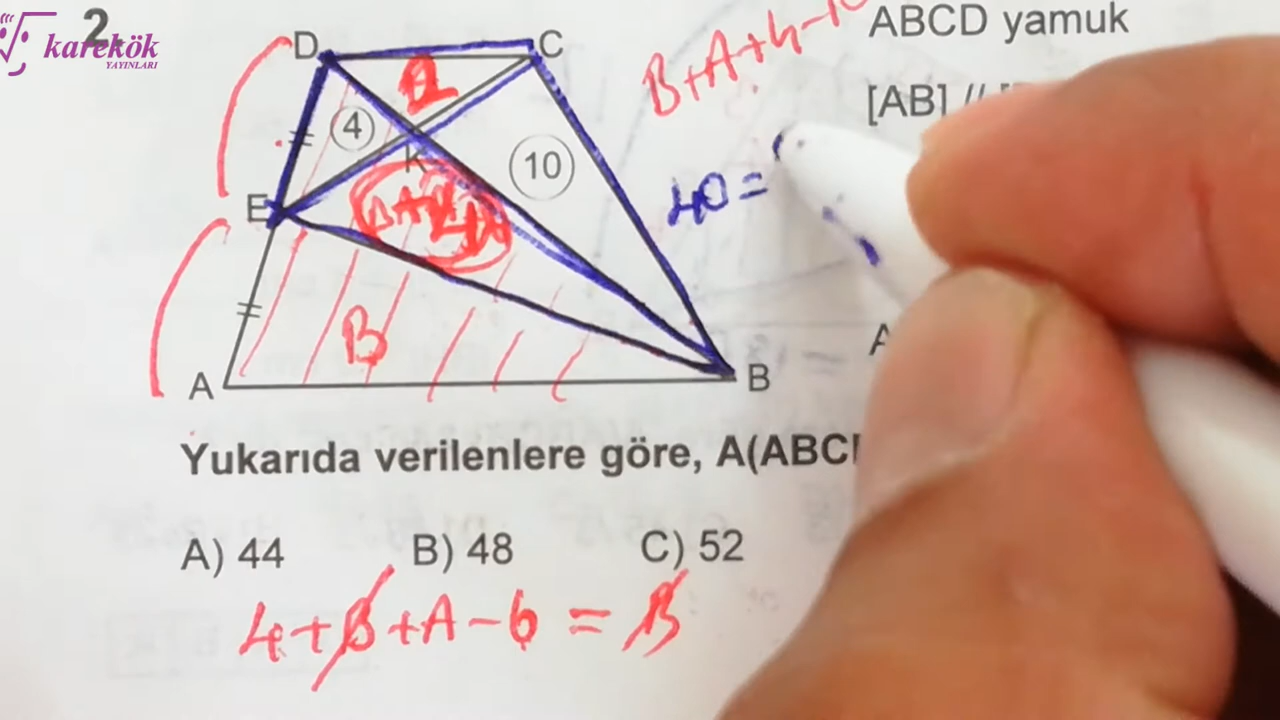 karekök
YAYINLARI
2.
ABCD yamuk
[AB] //
D
C
A
B+A+4-10
4
K
10
40 =
E
B
A
B
A
Yukarıda verilenlere göre, A(ABC
A) 44
B) 48
C) 52
4+B+A-6=B